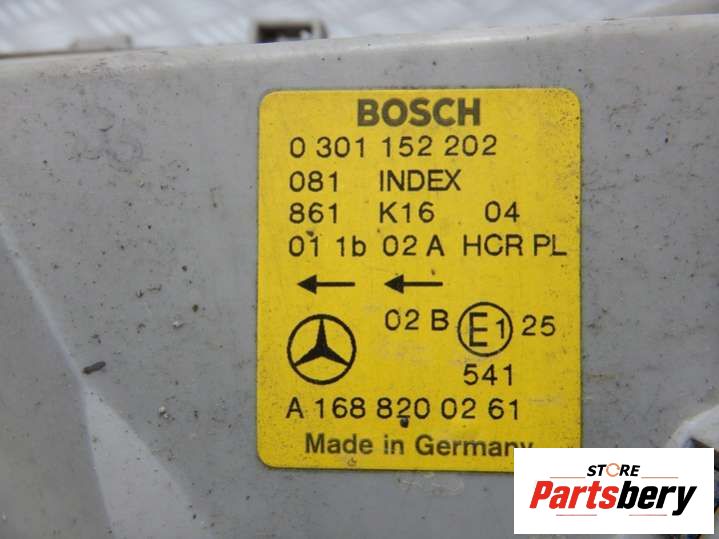 BOSCH
0 301 152 202
081 INDEX
861 K16 04
01 1b 02 A HCR PL
← ←
02 B E1 25
541
A 168 820 02 61
Made in Germany
STORE
Partsbery